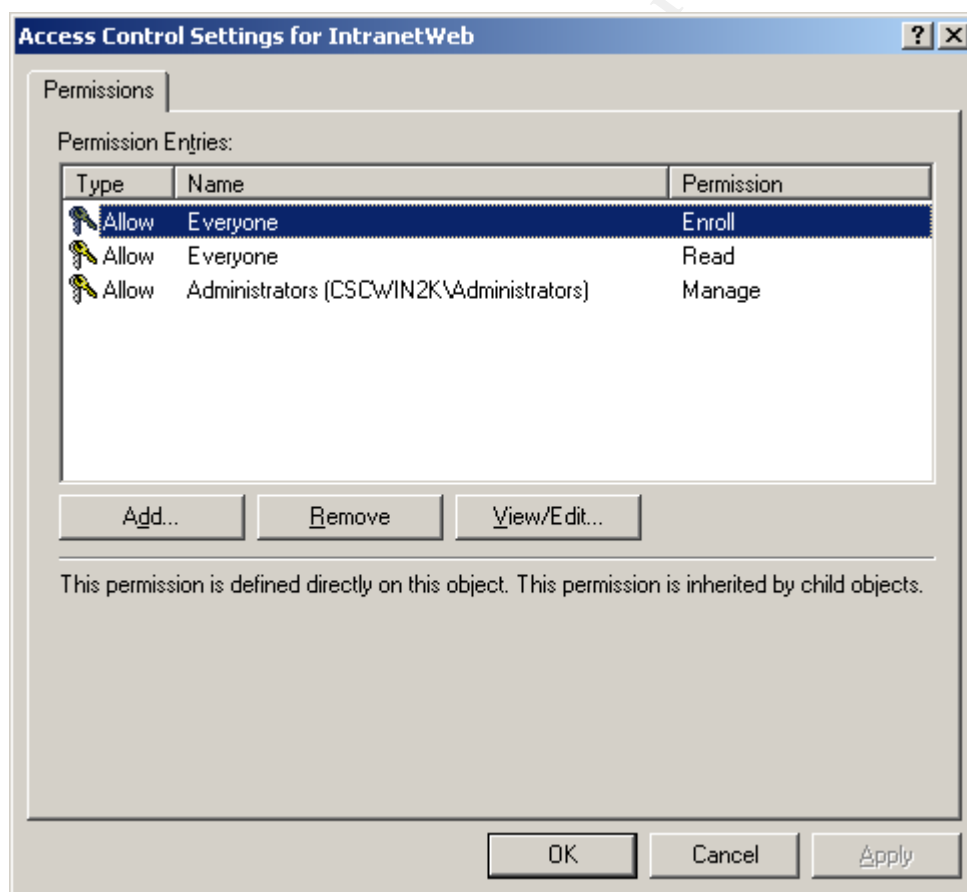 Access Control Settings for IntranetWeb
Permissions
Permission Entries:
Type Name Permission
Allow Everyone Enroll
Allow Everyone Read
Allow Administrators (CSCWIN2K\Administrators) Manage
Add... Remove View/Edit...
This permission is defined directly on this object. This permission is inherited by child objects.
OK Cancel Apply